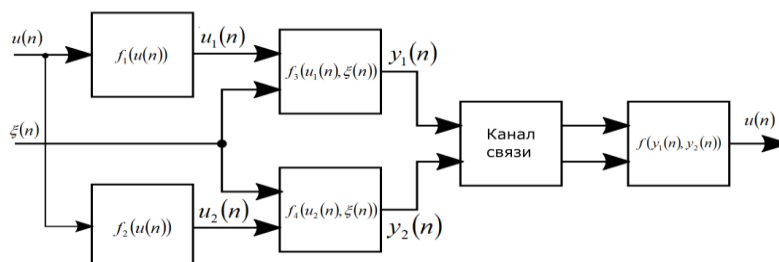 u(n)
f₁(u(n))
u₁(n)
f₃(u₁(n),ξ(n))
y₁(n)
ξ(n)
Канал
связи
f(y₁(n),y₂(n))
u(n)
f₂(u(n))
u₂(n)
f₄(u₂(n),ξ(n))
y₂(n)